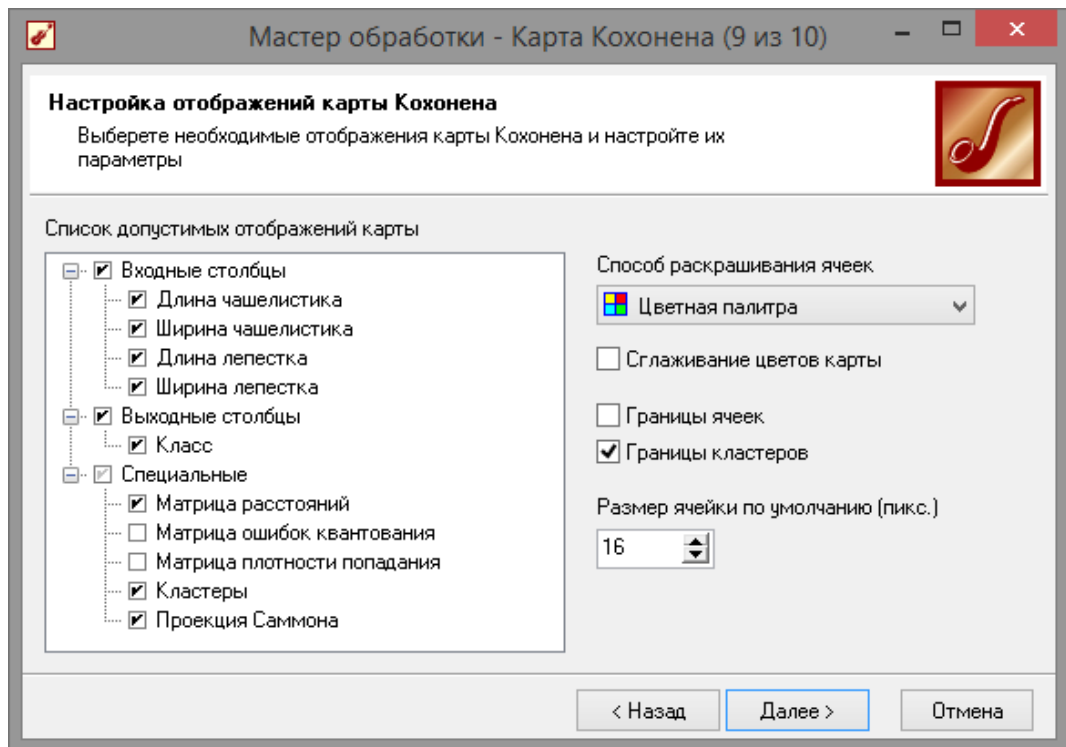 Мастер обработки - Карта Кохонена (9 из 10)
Настройка отображений карты Кохонена
Выберете необходимые отображения карты Кохонена и настройте их
параметры
Список допустимых отображений карты
Входные столбцы
Длина чашелистика
Ширина чашелистика
Длина лепестка
Ширина лепестка
Выходные столбцы
Класс
Специальные
Матрица расстояний
Матрица ошибок квантования
Матрица плотности попадания
Кластеры
Проекция Саммона
Способ раскрашивания ячеек
Цветная палитра
Сглаживание цветов карты
Границы ячеек
Границы кластеров
Размер ячейки по умолчанию (пикс.)
16
< Назад
Далее >
Отмена